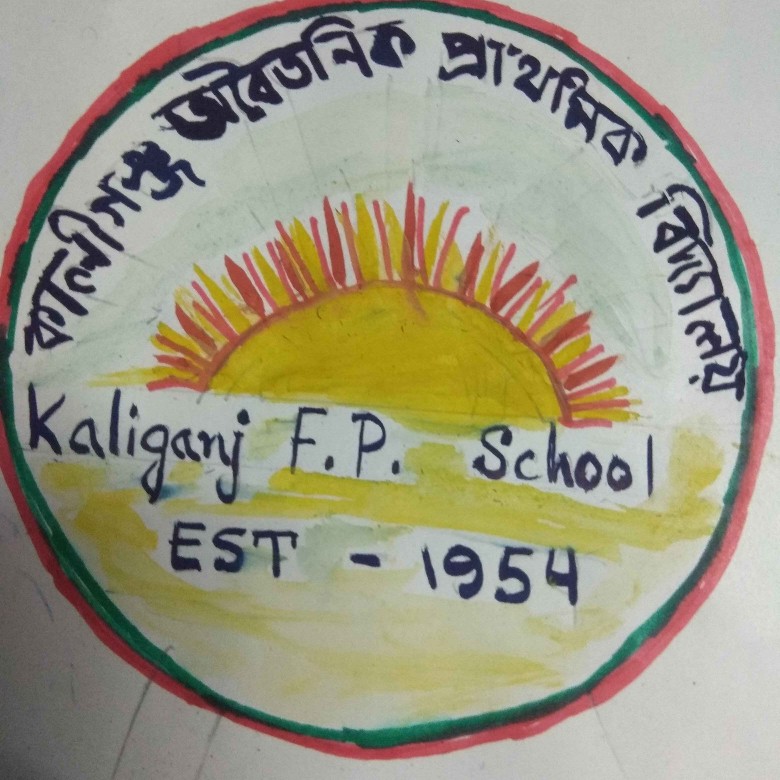 কালীগঞ্জ অবৈতনিক প্রাথমিক বিদ্যালয়
Kaliganj F.P. School
EST - 1954